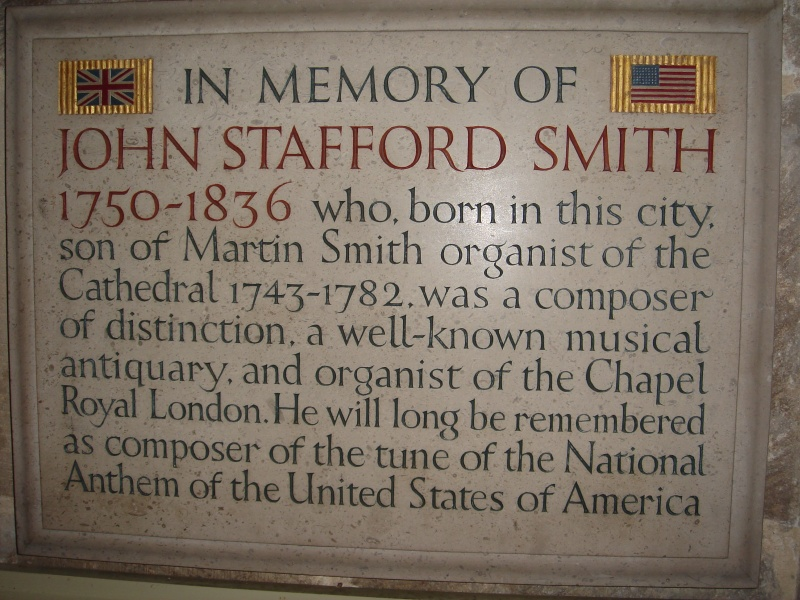 IN MEMORY OF
JOHN STAFFORD SMITH
1750-1836 who, born in this city,
son of Martin Smith organist of the
Cathedral 1743-1782, was a composer
of distinction, a well-known musical
antiquary, and organist of the Chapel
Royal London. He will long be remembered
as composer of the tune of the National
Anthem of the United States of America